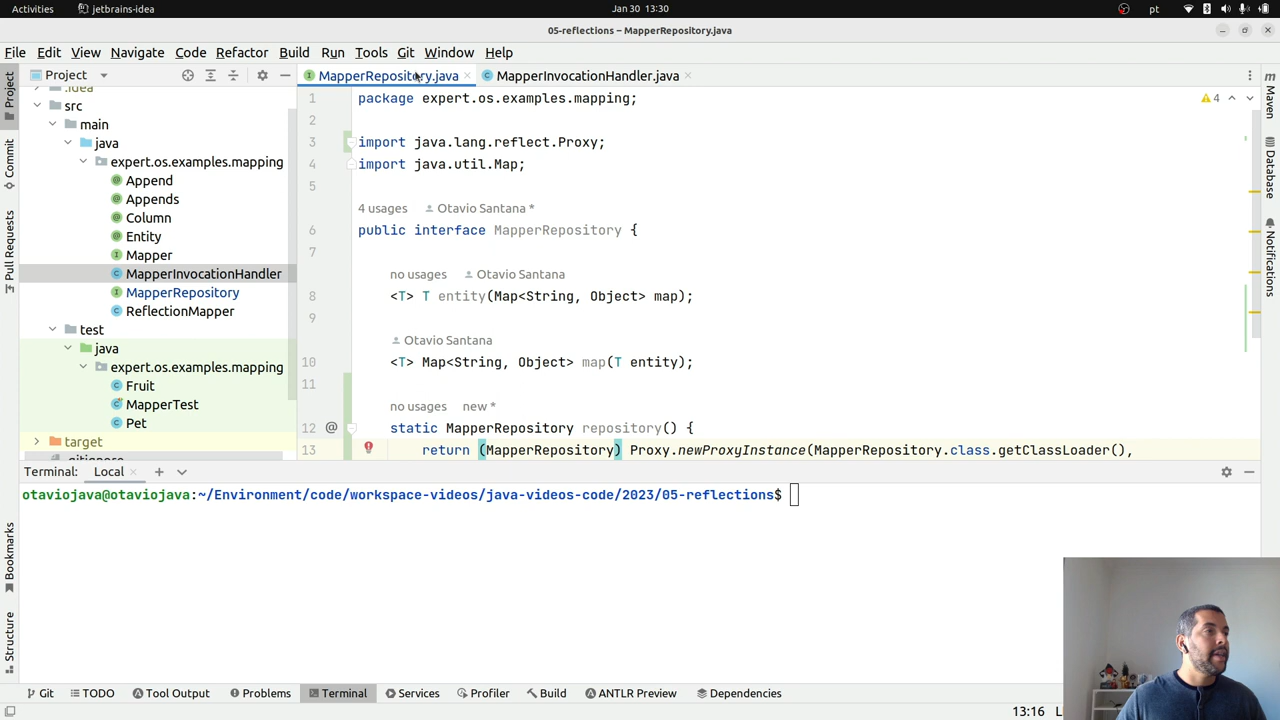 Activities
jetbrains-idea
Jan 30 13:30
pt
05-reflections – MapperRepository.java
File Edit View Navigate Code Refactor Build Run Tools Git Window Help
Project
MapperRepository.java
MapperInvocationHandler.java
.idea
src
main
java
expert.os.examples.mapping
Append
Appends
Column
Entity
Mapper
MapperInvocationHandler
MapperRepository
ReflectionMapper
test
java
expert.os.examples.mapping
Fruit
MapperTest
Pet
target
.gitignore
Project
Commit
Pull Requests
Bookmarks
Structure
4
1 package expert.os.examples.mapping;
2
3 import java.lang.reflect.Proxy;
4 import java.util.Map;
5
4 usages Otavio Santana *
6 public interface MapperRepository {
7
no usages Otavio Santana
8 <T> T entity(Map<String, Object> map);
9
Otavio Santana
10 <T> Map<String, Object> map(T entity);
11
no usages new *
12 @ static MapperRepository repository() {
13 return (MapperRepository) Proxy.newProxyInstance(MapperRepository.class.getClassLoader(),
Maven
Database
Notifications
Terminal: Local
otaviojava@otaviojava:~/Environment/code/workspace-videos/java-videos-code/2023/05-reflections$
Git TODO Tool Output Problems Terminal Services Profiler Build ANTLR Preview Dependencies
13:16